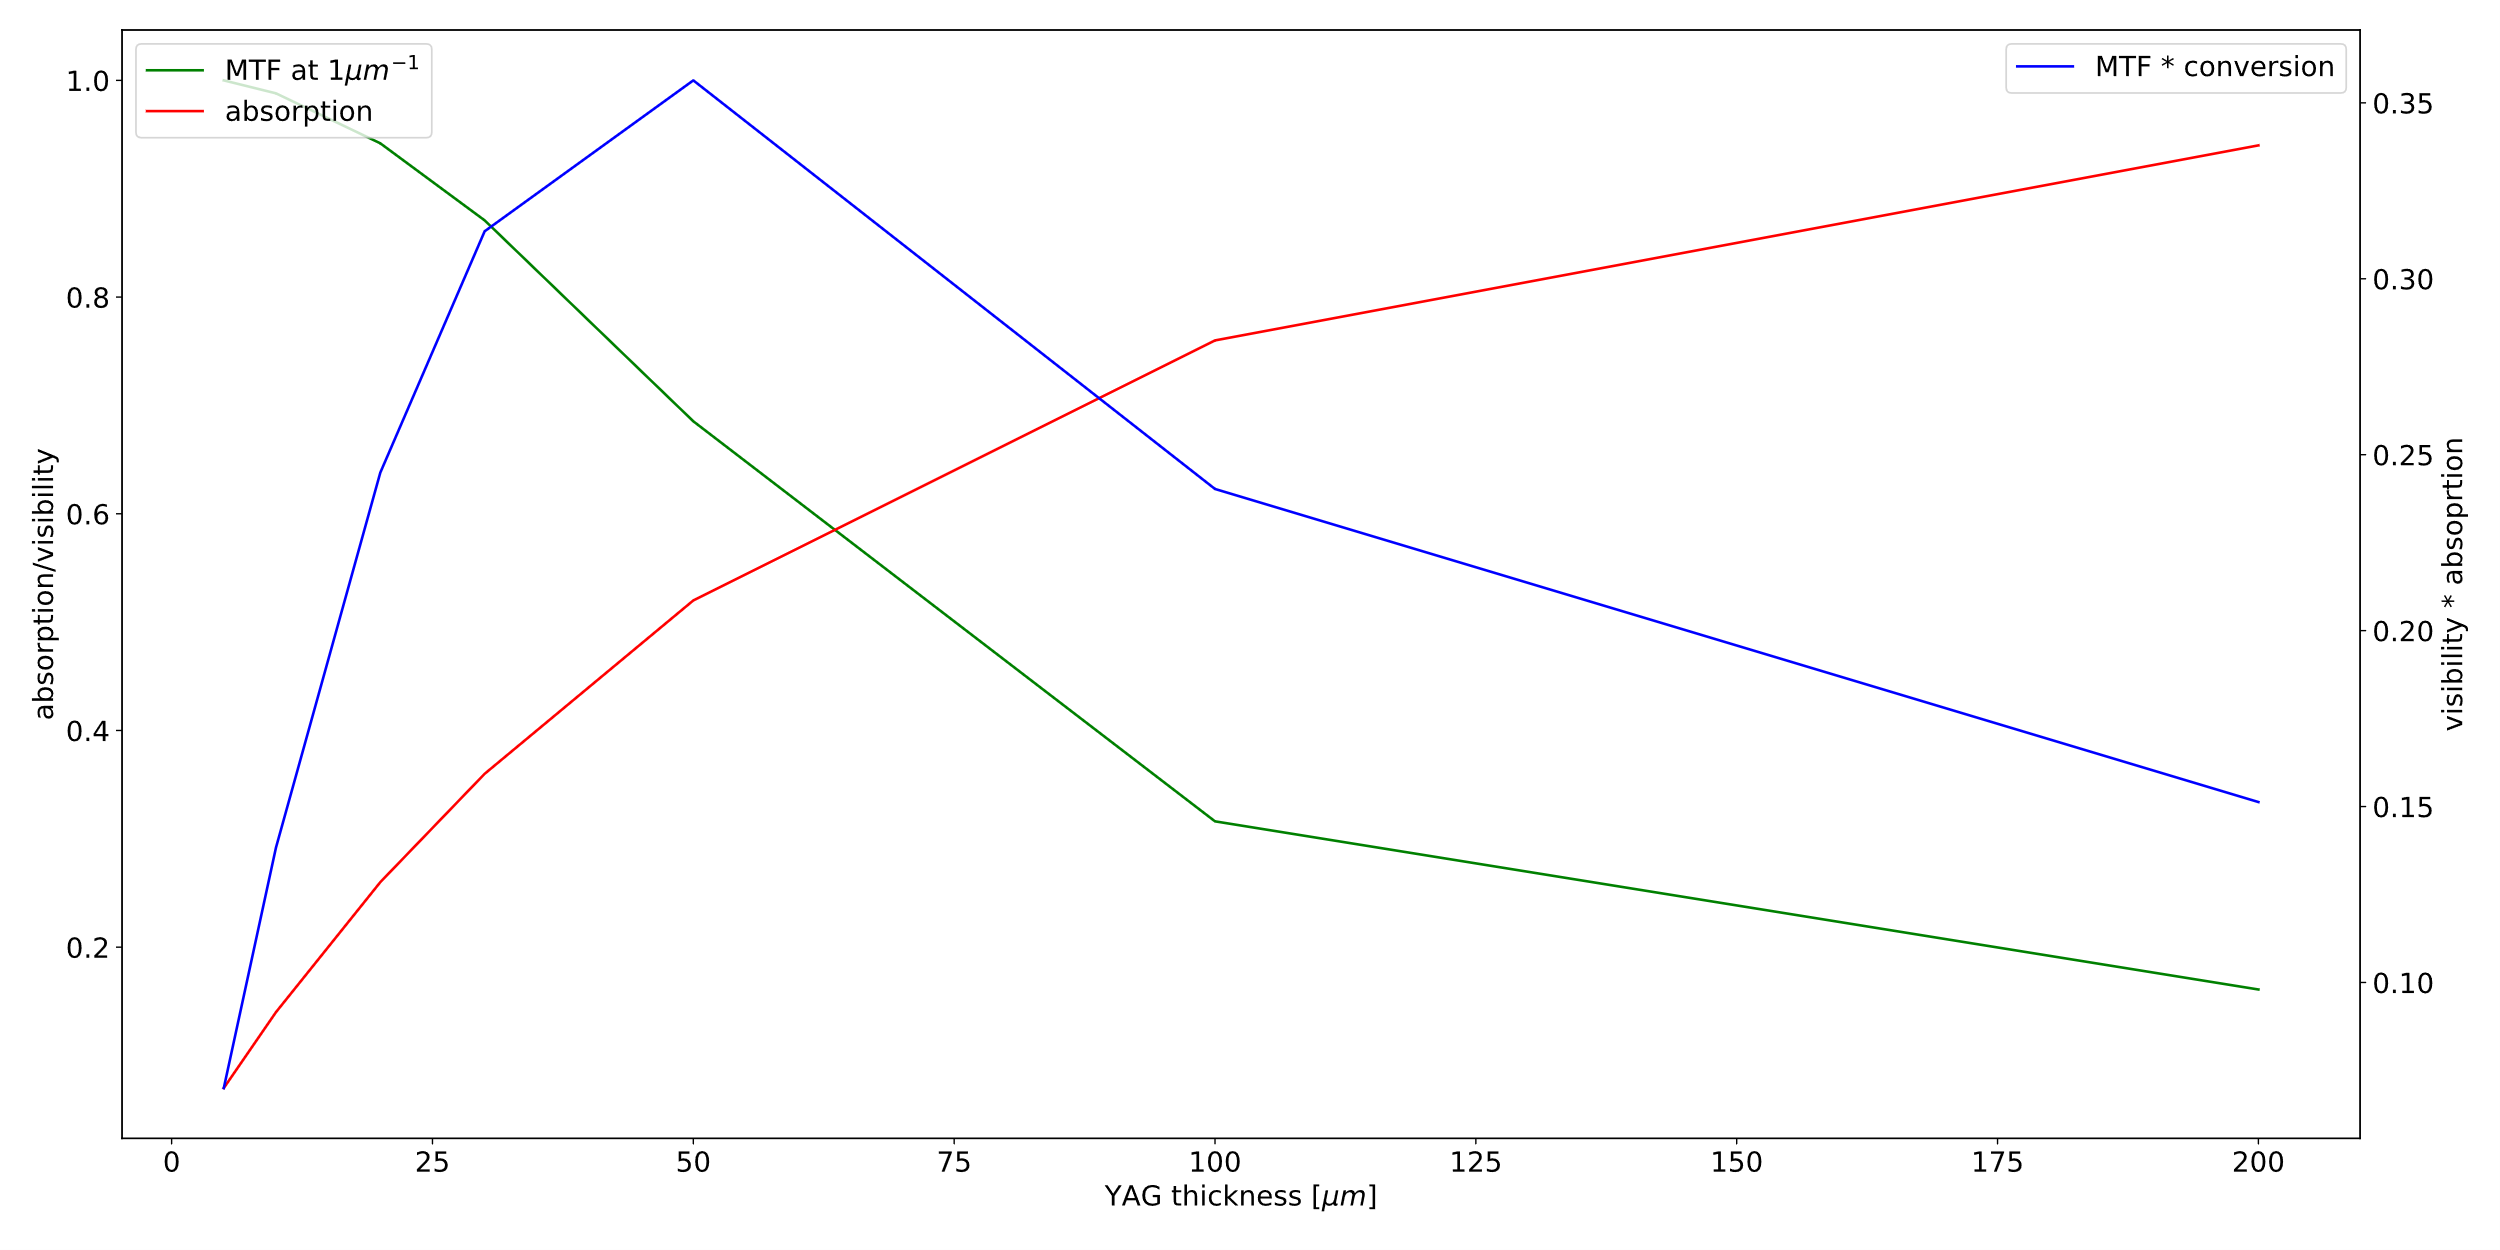 MTF at 1μm⁻¹
absorption
MTF * conversion
1.0
0.8
0.6
0.4
0.2
absorption/visibility
0.35
0.30
0.25
0.20
0.15
0.10
visibility * absorption
0 25 50 75 100 125 150 175 200
YAG thickness [μm]